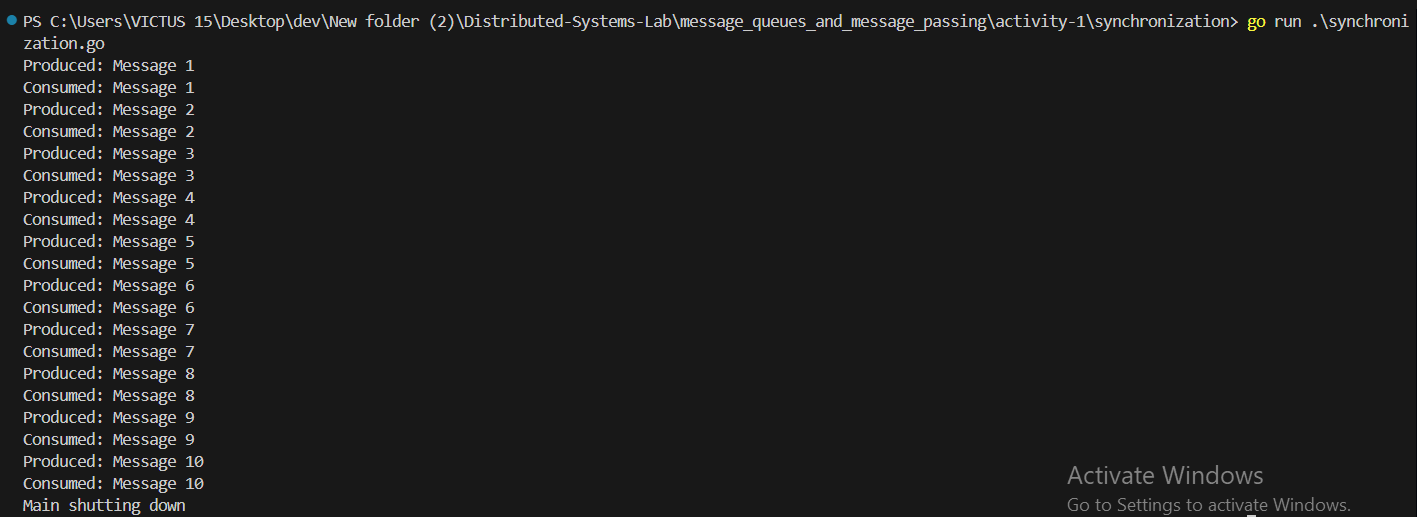 PS C:\Users\VICTUS 15\Desktop\dev\New folder (2)\Distributed-Systems-Lab\message_queues_and_message_passing\activity-1\synchronization> go run .\synchroni
zation.go
Produced: Message 1
Consumed: Message 1
Produced: Message 2
Consumed: Message 2
Produced: Message 3
Consumed: Message 3
Produced: Message 4
Consumed: Message 4
Produced: Message 5
Consumed: Message 5
Produced: Message 6
Consumed: Message 6
Produced: Message 7
Consumed: Message 7
Produced: Message 8
Consumed: Message 8
Produced: Message 9
Consumed: Message 9
Produced: Message 10
Consumed: Message 10
Main shutting down
Activate Windows
Go to Settings to activate Windows.